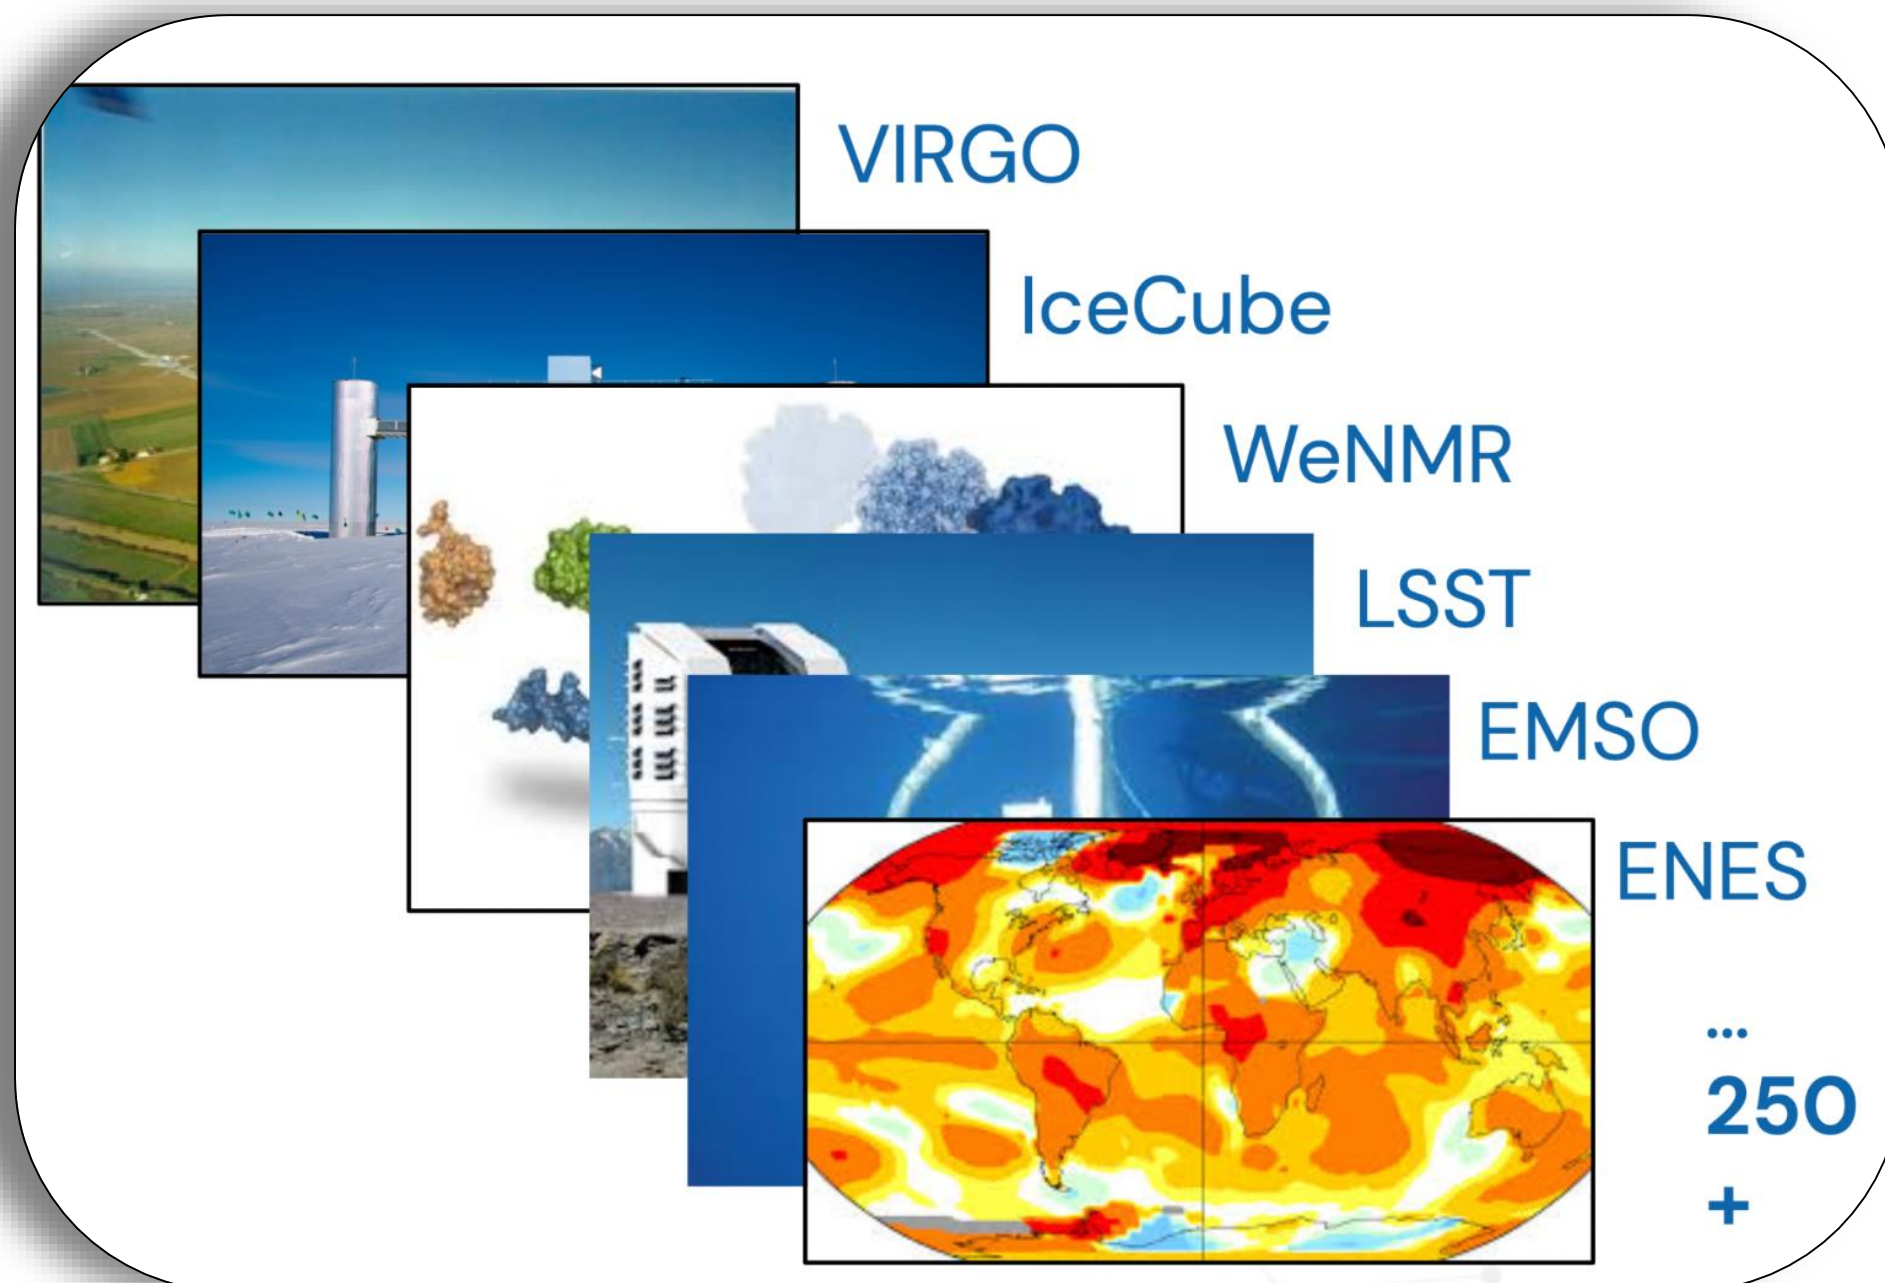 VIRGO
IceCube
WeNMR
LSST
EMSO
ENES
...
250
+